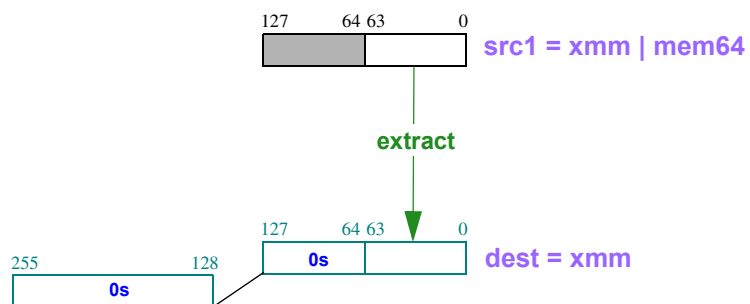 127 64 63 0
src1 = xmm | mem64
extract
127 64 63 0
0s
dest = xmm
255 128
0s